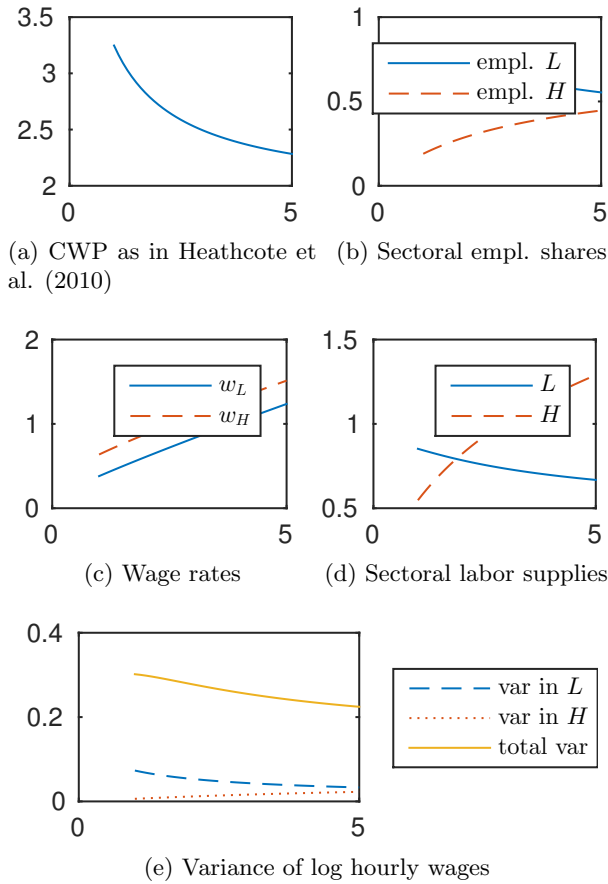 3.5
3
2.5
2
0
5
1
0.5
0
0
5
empl. L
empl. H
(a) CWP as in Heathcote et
al. (2010)
(b) Sectoral empl. shares
2
1
0
0
5
w_L
w_H
1.5
1
0.5
0
5
L
H
(c) Wage rates
(d) Sectoral labor supplies
0.4
0.2
0
0
5
var in L
var in H
total var
(e) Variance of log hourly wages